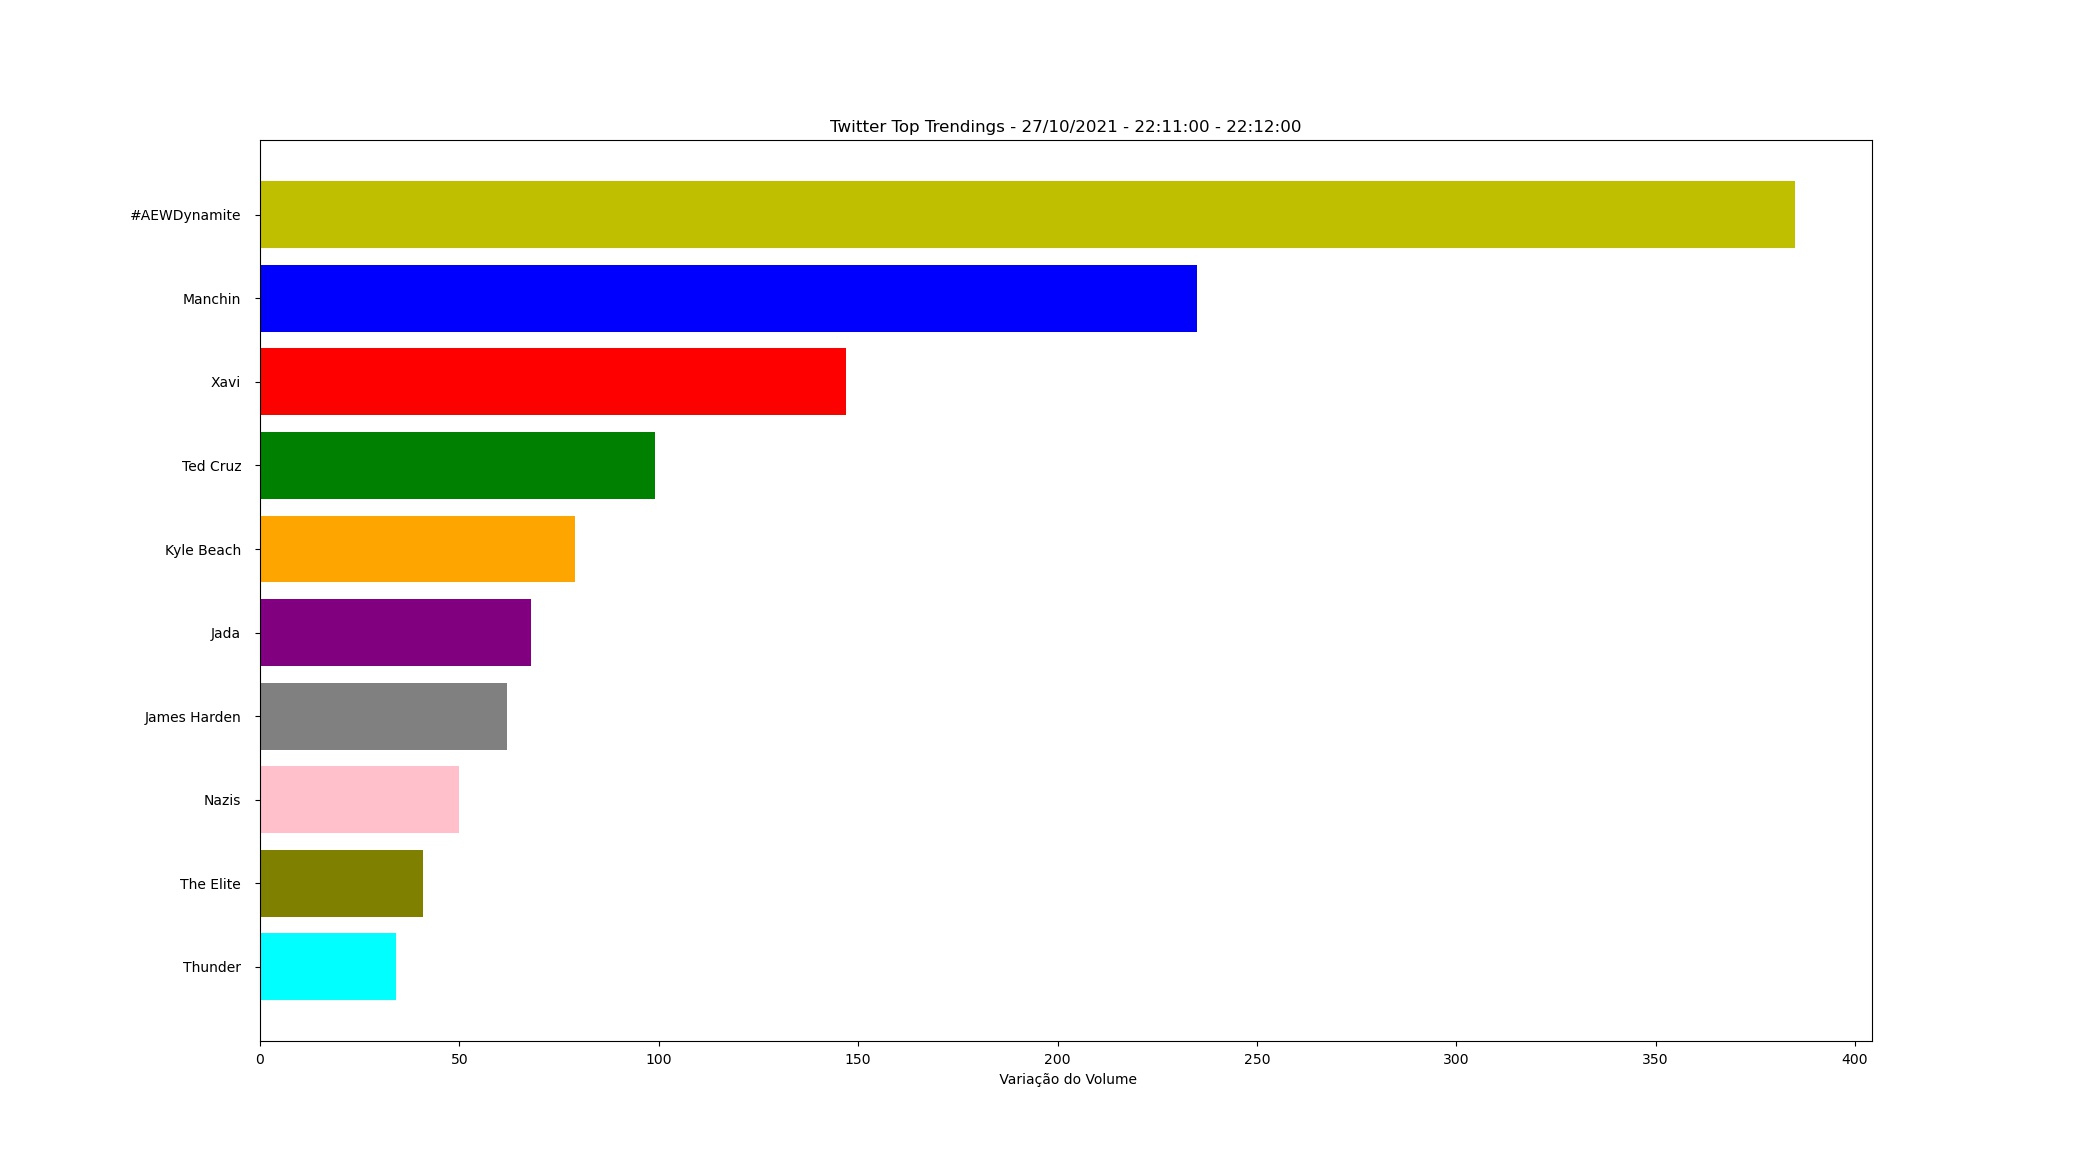 Twitter Top Trendings - 27/10/2021 - 22:11:00 - 22:12:00
#AEWDynamite
Manchin
Xavi
Ted Cruz
Kyle Beach
Jada
James Harden
Nazis
The Elite
Thunder
0 50 100 150 200 250 300 350 400
Variação do Volume